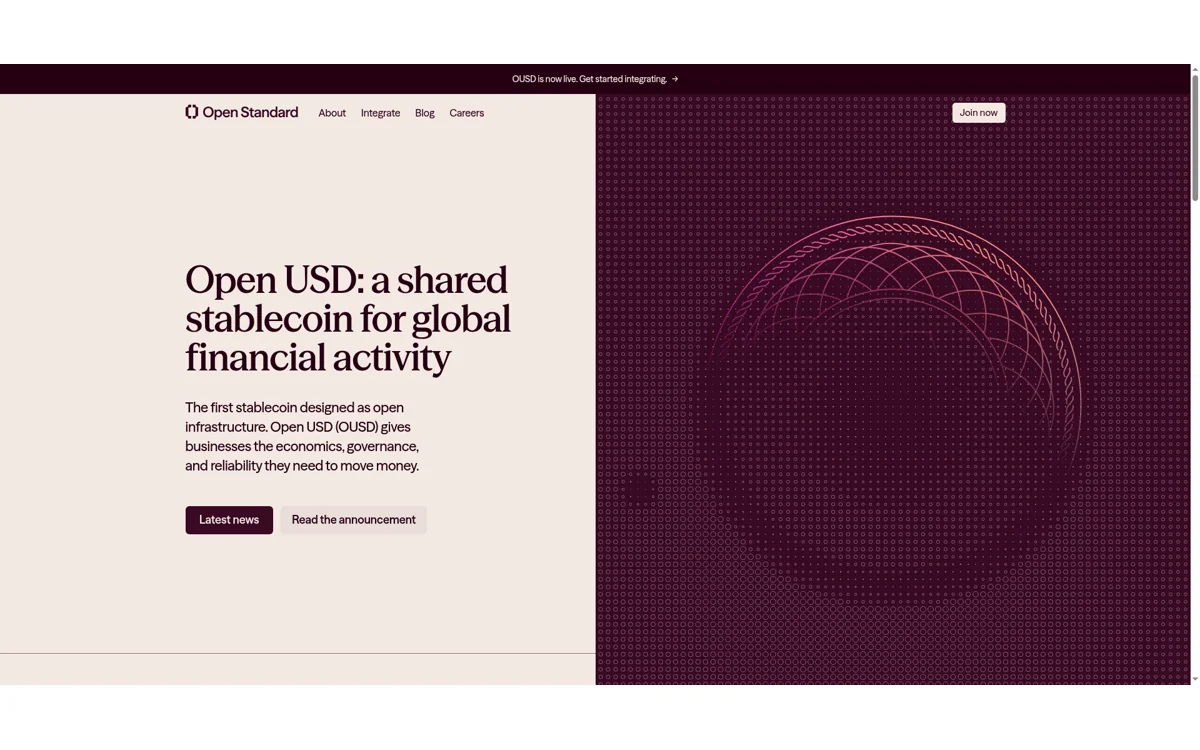 OUSD is now live. Get started integrating. →
Open Standard
About
Integrate
Blog
Careers
Join now
Open USD: a shared
stablecoin for global
financial activity
The first stablecoin designed as open
infrastructure. Open USD (OUSD) gives
businesses the economics, governance,
and reliability they need to move money.
Latest news
Read the announcement